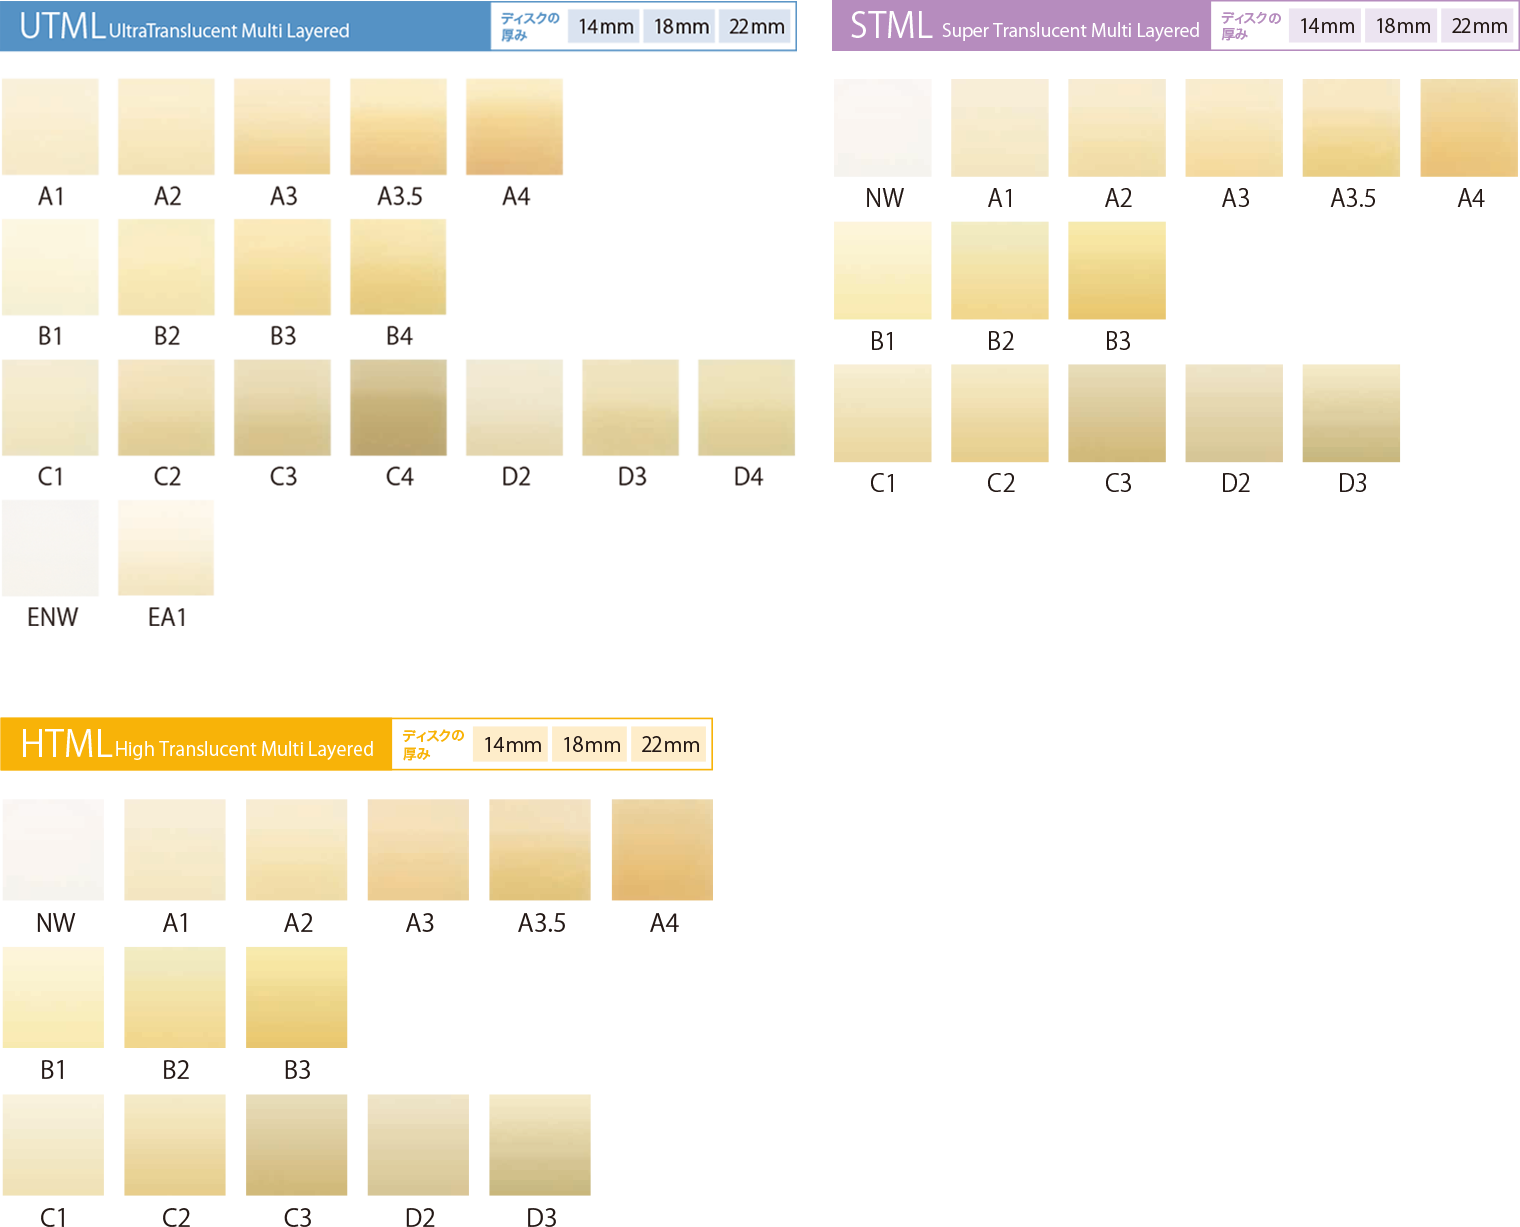 UTML UltraTranslucent Multi Layered
ディスクの
厚み
14mm 18mm 22mm
A1 A2 A3 A3.5 A4
B1 B2 B3 B4
C1 C2 C3 C4 D2 D3 D4
ENW EA1
STML Super Translucent Multi Layered
ディスクの
厚み
14mm 18mm 22mm
NW A1 A2 A3 A3.5 A4
B1 B2 B3
C1 C2 C3 D2 D3
HTML High Translucent Multi Layered
ディスクの
厚み
14mm 18mm 22mm
NW A1 A2 A3 A3.5 A4
B1 B2 B3
C1 C2 C3 D2 D3